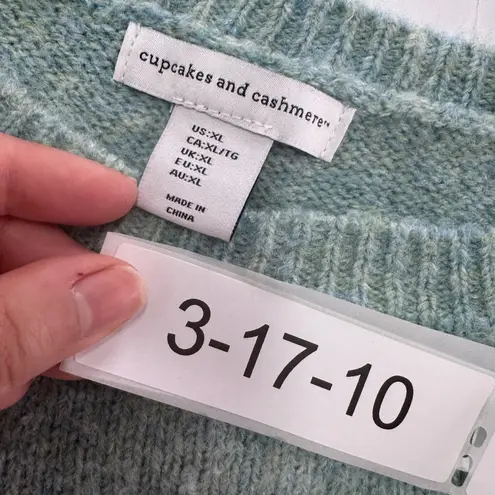 cupcakes and cashmere™
US:XL
CA:XL/TG
UK:XL
EU:XL
AU:XL
MADE IN
CHINA
3-17-10